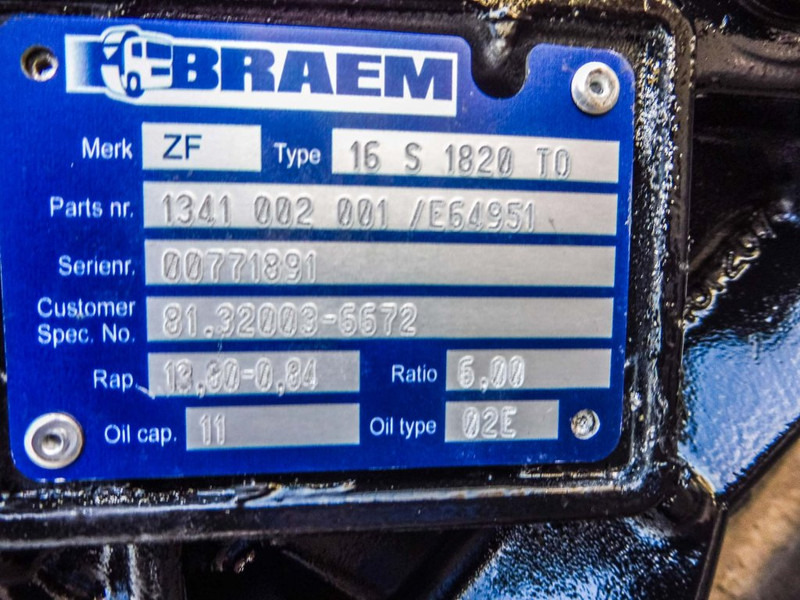 BRAEM
Merk ZF Type 16 S 1820 TO
Parts nr. 1341 002 001 /E64951
Serienr. 00771891
Customer Spec. No. 81.32003-6672
Rap 13,80-0,84 Ratio 6,00
Oil cap. 11 Oil type 02E